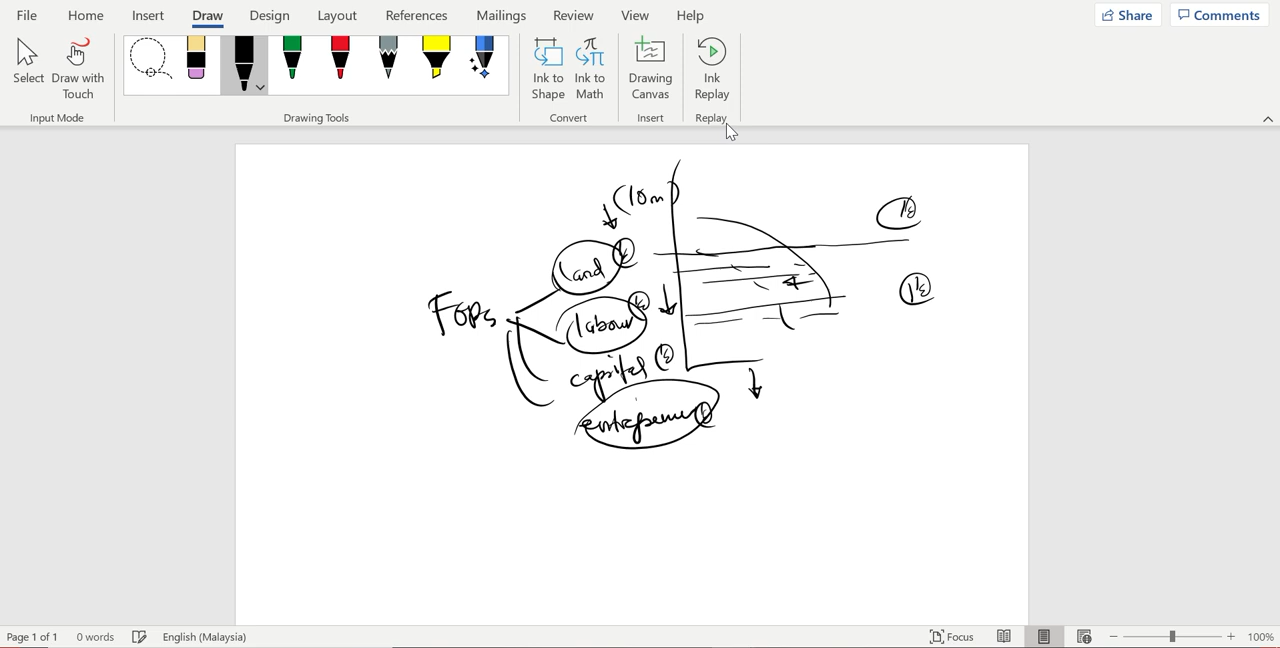 File Home Insert Draw Design Layout References Mailings Review View Help Share Comments
Select Draw with Touch Ink to Shape Ink to Math Drawing Canvas Ink Replay
Input Mode Drawing Tools Convert Insert Replay
(10m)
land
FOPs
labour
capital
Page 1 of 1 0 words English (Malaysia) Focus 100%